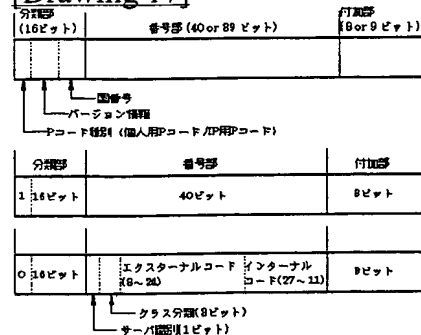 [Drawing 17]
分類部 番号部 (40 or 89 ビット) 付加部
(16ビット) (8 or 9 ビット)
国番号
バージョン情報
Pコード種別 (個人用Pコード/IP用Pコード)
分類部 番号部 付加部
1 16ビット 40ビット 8ビット
0 16ビット エクスターナルコード インターナル
(8~24) コード(27~11)
クラス分類(8ビット)
サーバ識別(1ビット)